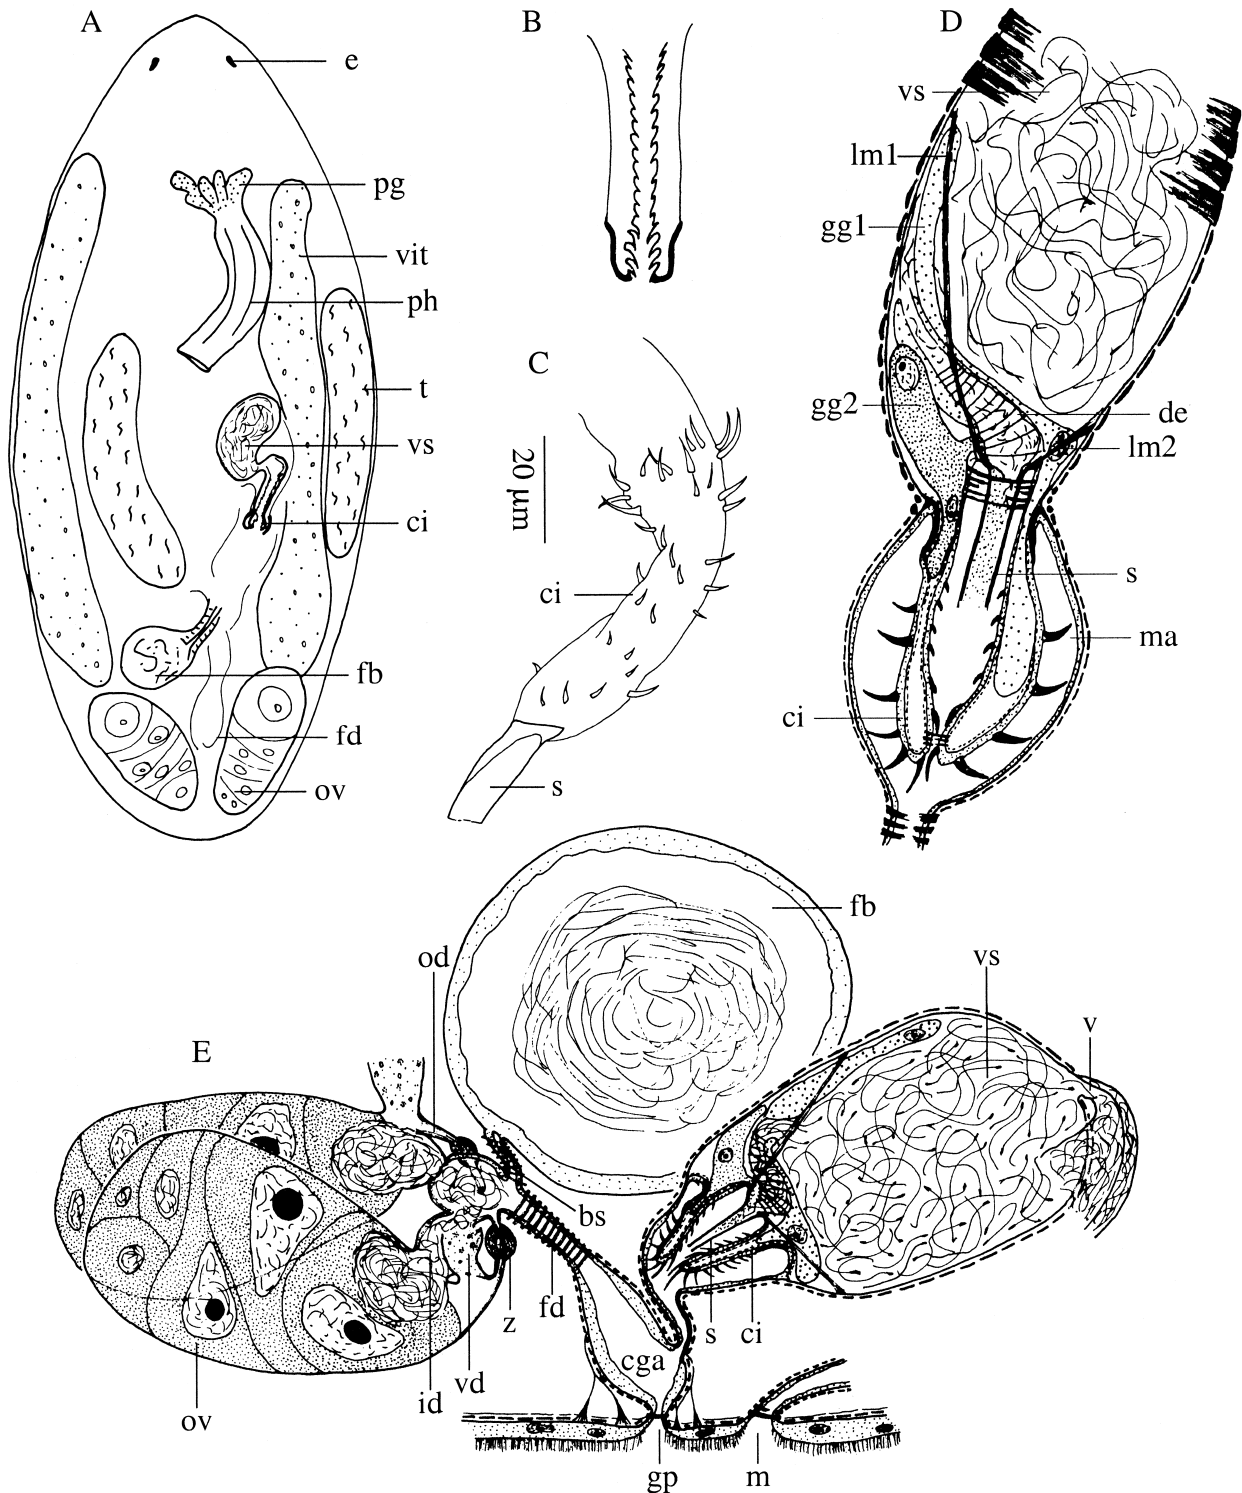 A
e
pg
vit
ph
t
vs
ci
fb
fd
ov
B
C
20 µm
ci
s
D
vs
lm1
gg1
gg2
de
lm2
s
ma
ci
E
od
fb
vs
v
bs
fd
z
s
ci
cga
vd
id
ov
gp
m